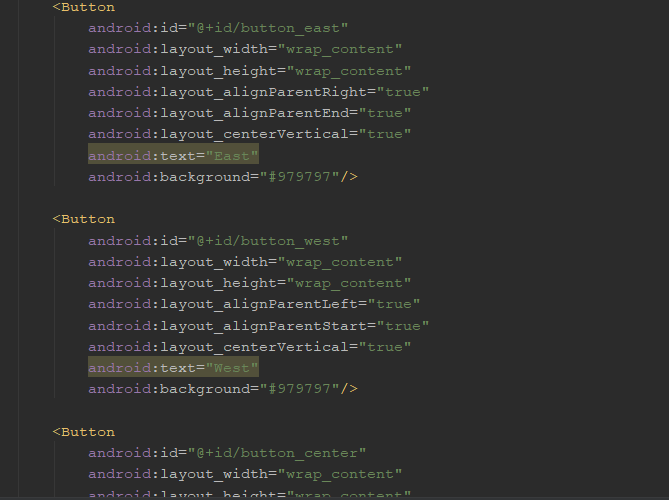 <Button
android:id="@+id/button_east"
android:layout_width="wrap_content"
android:layout_height="wrap_content"
android:layout_alignParentRight="true"
android:layout_alignParentEnd="true"
android:layout_centerVertical="true"
android:text="East"
android:background="#979797"/>
<Button
android:id="@+id/button_west"
android:layout_width="wrap_content"
android:layout_height="wrap_content"
android:layout_alignParentLeft="true"
android:layout_alignParentStart="true"
android:layout_centerVertical="true"
android:text="West"
android:background="#979797"/>
<Button
android:id="@+id/button_center"
android:layout_width="wrap_content"
android:layout_height="wrap_content"